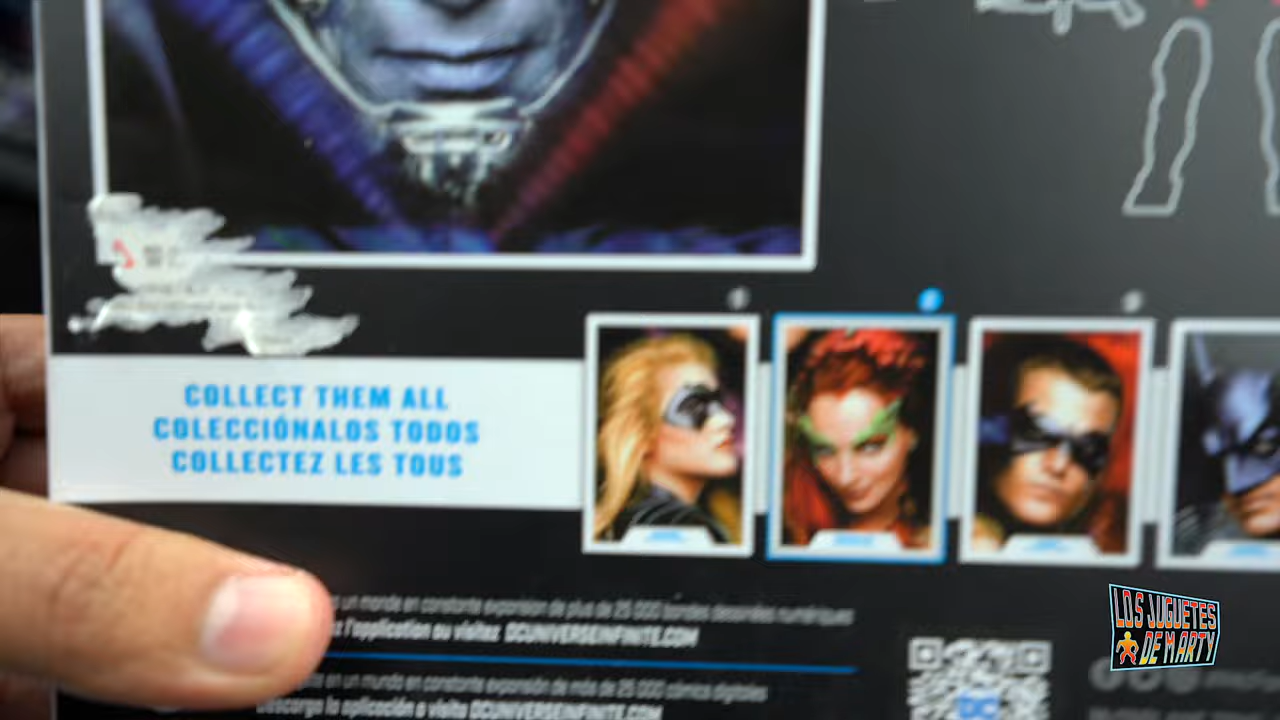 COLLECT THEM ALL
COLECCIÓNALOS TODOS
COLLECTEZ LES TOUS
un monde en constante expansion de plus de 25 000 bandes dessinées numériques
l'application ou visitez DCUNIVERSEINFINITE.COM
en un mundo en constante expansión de más de 25 000 cómics digitales
Descarga la aplicación o visita DCUNIVERSEINFINITE.COM
DC
LOS JUGUETES
DE MARTY